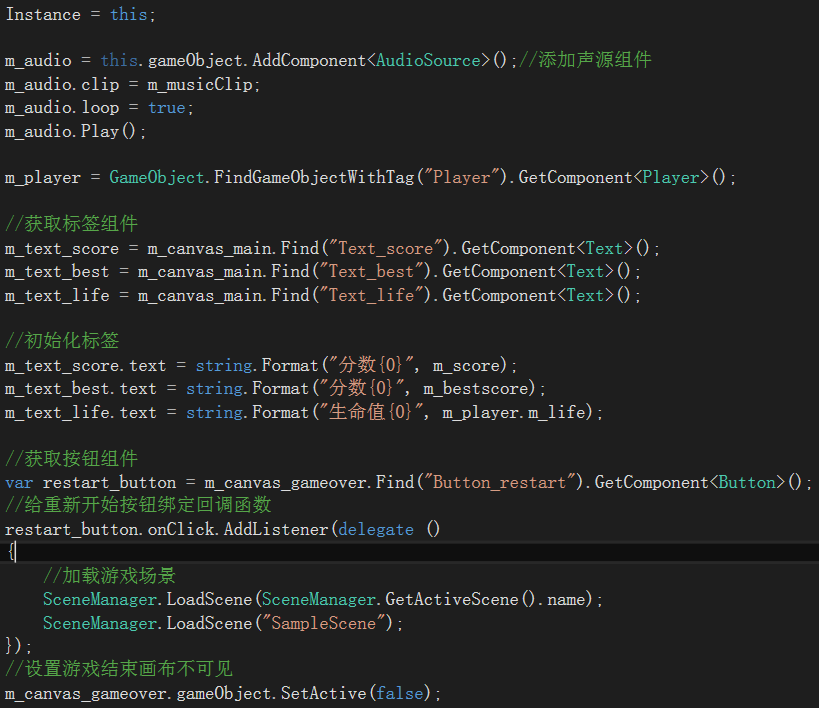 Instance = this;
m_audio = this.gameObject.AddComponent<AudioSource>();//添加声源组件
m_audio.clip = m_musicClip;
m_audio.loop = true;
m_audio.Play();
m_player = GameObject.FindGameObjectWithTag("Player").GetComponent<Player>();
//获取标签组件
m_text_score = m_canvas_main.Find("Text_score").GetComponent<Text>();
m_text_best = m_canvas_main.Find("Text_best").GetComponent<Text>();
m_text_life = m_canvas_main.Find("Text_life").GetComponent<Text>();
//初始化标签
m_text_score.text = string.Format("分数{0}", m_score);
m_text_best.text = string.Format("分数{0}", m_bestscore);
m_text_life.text = string.Format("生命值{0}", m_player.m_life);
//获取按钮组件
var restart_button = m_canvas_gameover.Find("Button_restart").GetComponent<Button>();
//给重新开始按钮绑定回调函数
restart_button.onClick.AddListener(delegate ()
{
    //加载游戏场景
    SceneManager.LoadScene(SceneManager.GetActiveScene().name);
    SceneManager.LoadScene("SampleScene");
});
//设置游戏结束画布不可见
m_canvas_gameover.gameObject.SetActive(false);